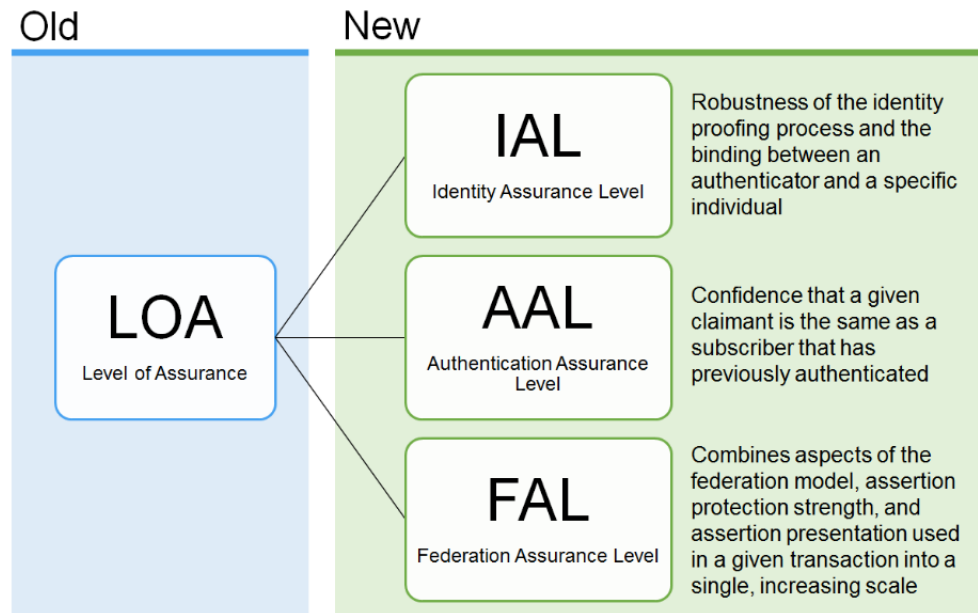 Old
New
LOA
Level of Assurance
IAL
Identity Assurance Level
Robustness of the identity
proofing process and the
binding between an
authenticator and a specific
individual
AAL
Authentication Assurance
Level
Confidence that a given
claimant is the same as a
subscriber that has
previously authenticated
FAL
Federation Assurance Level
Combines aspects of the
federation model, assertion
protection strength, and
assertion presentation used
in a given transaction into a
single, increasing scale